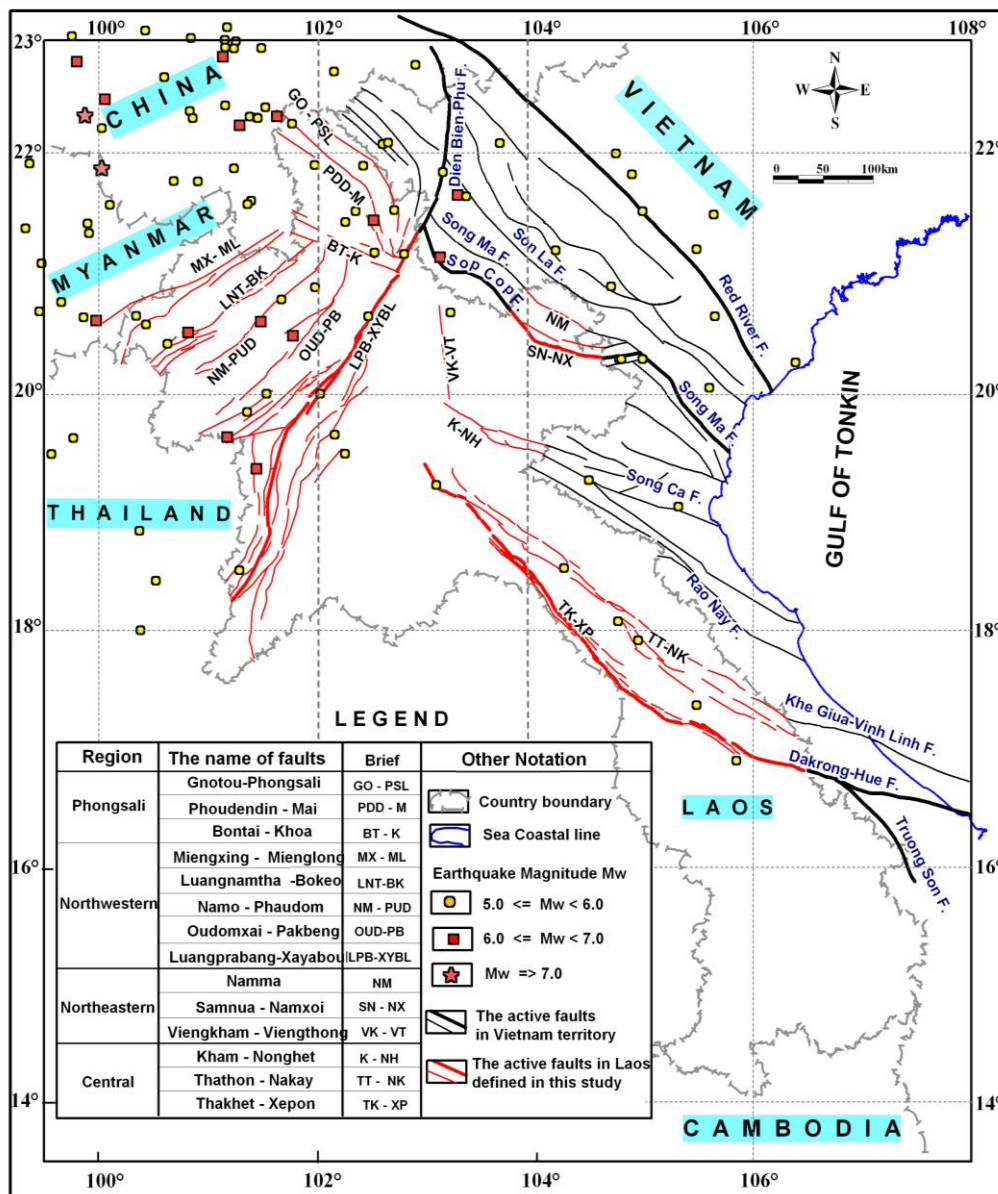 100° 102° 104° 106° 108°
23°
22°
20°
18°
16°
14°
22°
20°
18°
16°
14°
100° 102° 104° 106°
N
W E
S
0 50 100km
CHINA
VIETNAM
MYANMAR
THAILAND
LAOS
CAMBODIA
GULF OF TONKIN
GO - PSL
PDD-M
BT-K
MX - ML
LNT-BK
NM-PUD
OUD-PB
LPB-XYBL
VK-VT
K-NH
NM
SN-NX
TK-XP
TT-NK
Dien Bien-Phu F.
Song Ma F.
Son La F.
Sop Cop F.
Red River F.
Song Ma F.
Song Ca F.
Rao Nay F.
Khe Giua-Vinh Linh F.
Dakrong-Hue F.
Truong Son F.
LEGEND
Region The name of faults Brief Other Notation
Phongsali
Gnotou-Phongsali GO - PSL
Phoudendin - Mai PDD - M
Bontai - Khoa BT - K
Northwestern
Miengxing - Mienglong MX - ML
Luangnamtha -Bokeo LNT-BK
Namo - Phaudom NM - PUD
Oudomxai - Pakbeng OUD-PB
Luangprabang-Xayabou LPB-XYBL
Northeastern
Namma NM
Samnua - Namxoi SN - NX
Viengkham - Viengthong VK - VT
Central
Kham - Nonghet K - NH
Thathon - Nakay TT - NK
Thakhet - Xepon TK - XP
Country boundary
Sea Coastal line
Earthquake Magnitude Mw
5.0 <= Mw < 6.0
6.0 <= Mw < 7.0
Mw => 7.0
The active faults
in Vietnam territory
The active faults in Laos
defined in this study